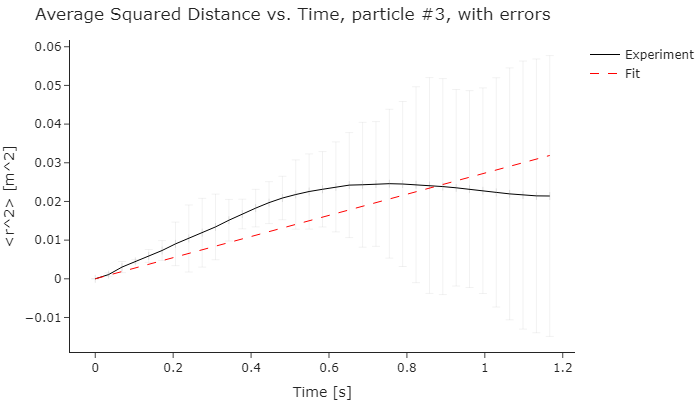 Average Squared Distance vs. Time, particle #3, with errors
0.06
0.05
0.04
0.03
0.02
0.01
0
−0.01
<r^2> [m^2]
0 0.2 0.4 0.6 0.8 1 1.2
Time [s]
Experiment
Fit